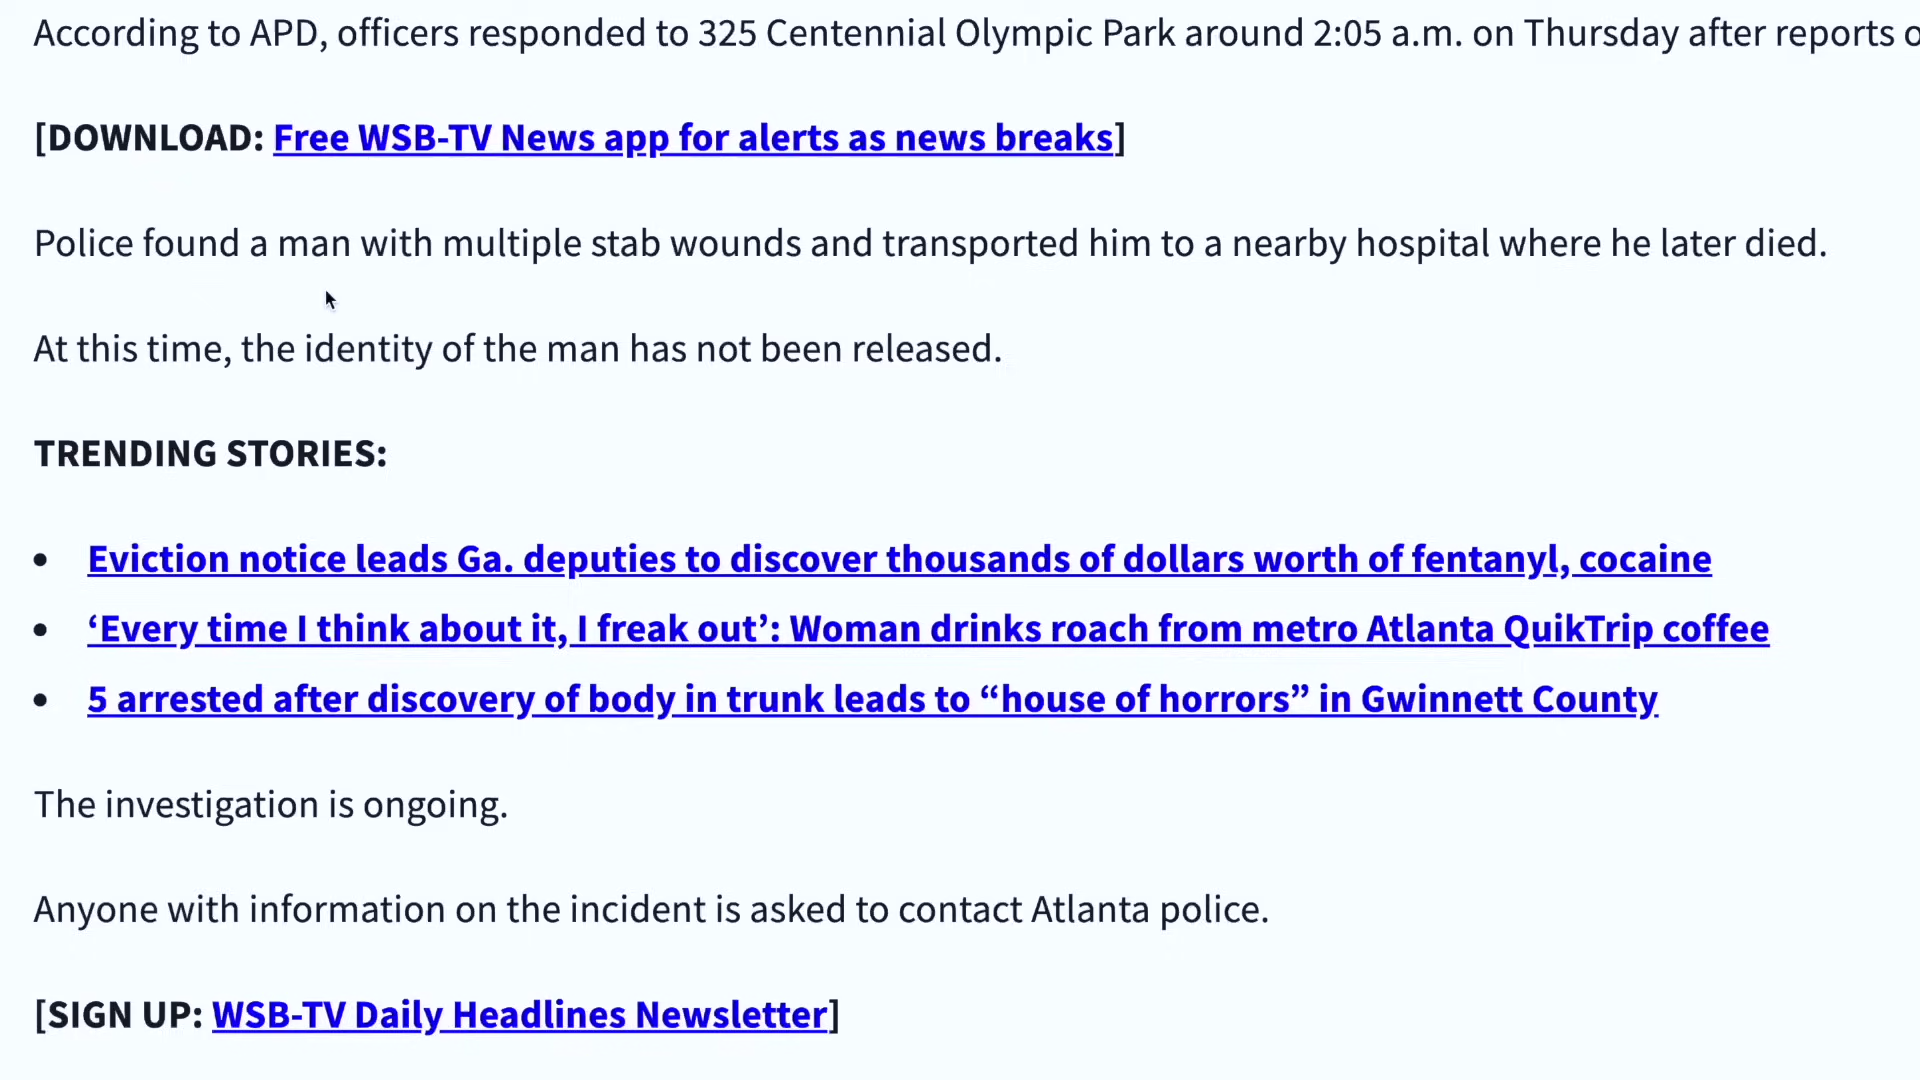 According to APD, officers responded to 325 Centennial Olympic Park around 2:05 a.m. on Thursday after reports
[DOWNLOAD: Free WSB-TV News app for alerts as news breaks]
Police found a man with multiple stab wounds and transported him to a nearby hospital where he later died.
At this time, the identity of the man has not been released.
TRENDING STORIES:
• Eviction notice leads Ga. deputies to discover thousands of dollars worth of fentanyl, cocaine
• ‘Every time I think about it, I freak out’: Woman drinks roach from metro Atlanta QuikTrip coffee
• 5 arrested after discovery of body in trunk leads to “house of horrors” in Gwinnett County
The investigation is ongoing.
Anyone with information on the incident is asked to contact Atlanta police.
[SIGN UP: WSB-TV Daily Headlines Newsletter]